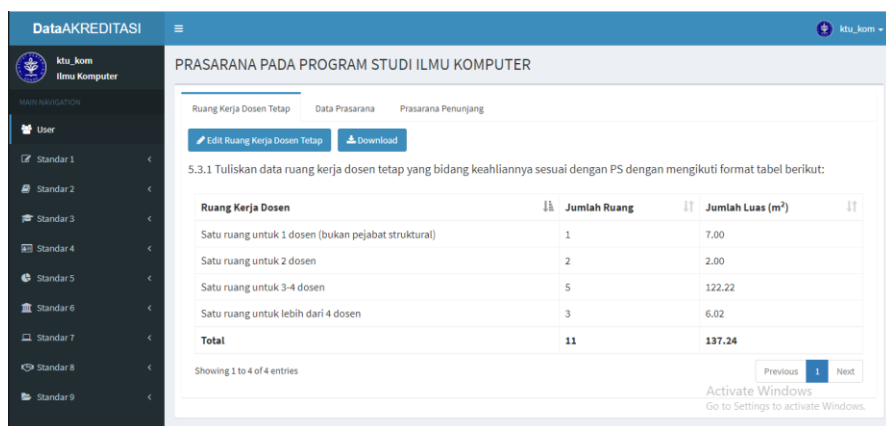 DataAKREDITASI
ktu_kom
ktu_kom
Ilmu Komputer
MAIN NAVIGATION
User
Standar 1
Standar 2
Standar 3
Standar 4
Standar 5
Standar 6
Standar 7
Standar 8
Standar 9
PRASARANA PADA PROGRAM STUDI ILMU KOMPUTER
Ruang Kerja Dosen Tetap Data Prasarana Prasarana Penunjang
Edit Ruang Kerja Dosen Tetap Download
5.3.1 Tuliskan data ruang kerja dosen tetap yang bidang keahliannya sesuai dengan PS dengan mengikuti format tabel berikut:
Ruang Kerja Dosen Jumlah Ruang Jumlah Luas (m²)
Satu ruang untuk 1 dosen (bukan pejabat struktural) 1 7.00
Satu ruang untuk 2 dosen 2 2.00
Satu ruang untuk 3-4 dosen 5 122.22
Satu ruang untuk lebih dari 4 dosen 3 6.02
Total 11 137.24
Showing 1 to 4 of 4 entries
Previous 1 Next
Activate Windows
Go to Settings to activate Windows.